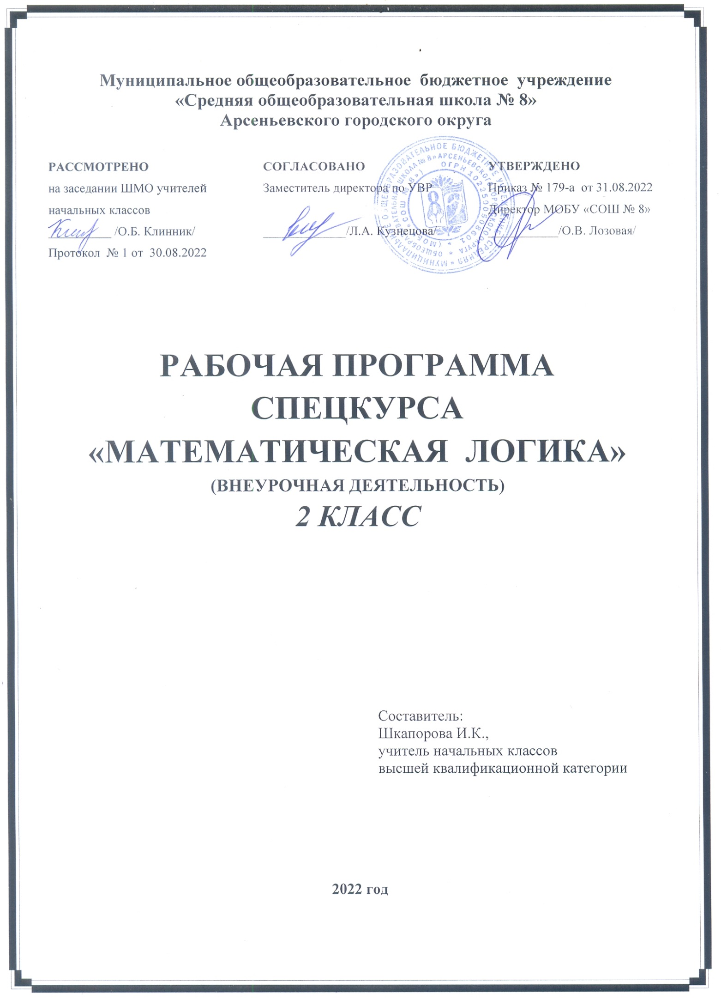 Муниципальное общеобразовательное бюджетное учреждение
«Средняя общеобразовательная школа № 8»
Арсеньевского городского округа
РАССМОТРЕНО
на заседании ШМО учителей
начальных классов
/О.Б. Клинник/
Протокол № 1 от 30.08.2022
СОГЛАСОВАНО
Заместитель директора по УВР
/Л.А. Кузнецова/
УТВЕРЖДЕНО
Приказ № 179-а от 31.08.2022
Директор МОБУ «СОШ № 8»
/О.В. Лозовая/
МУНИЦИПАЛЬНОЕ ОБЩЕОБРАЗОВАТЕЛЬНОЕ БЮДЖЕТНОЕ УЧРЕЖДЕНИЕ «СРЕДНЯЯ
ОБЩЕОБРАЗОВАТЕЛЬНАЯ ШКОЛА № 8» АРСЕНЬЕВСКОГО ГОРОДСКОГО ОКРУГА
(МОБУ «СОШ № 8») ОГРН 1022500508601
РАБОЧАЯ ПРОГРАММА
СПЕЦКУРСА
«МАТЕМАТИЧЕСКАЯ ЛОГИКА»
(ВНЕУРОЧНАЯ ДЕЯТЕЛЬНОСТЬ)
2 КЛАСС
Составитель:
Шкапорова И.К.,
учитель начальных классов
высшей квалификационной категории
2022 год